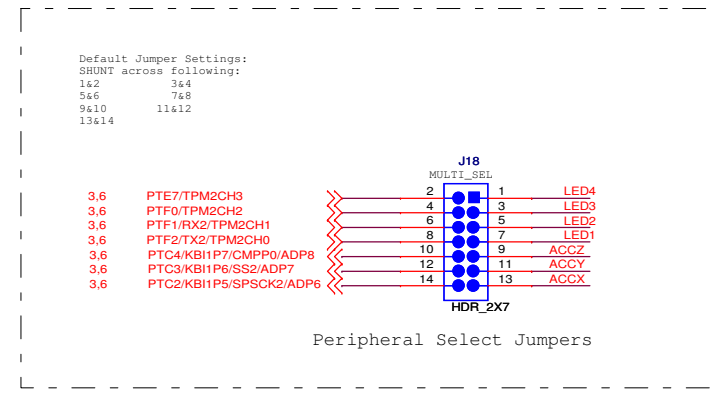 Default Jumper Settings:
SHUNT across following:
1&2 3&4
5&6 7&8
9&10 11&12
13&14
J18
MULTI_SEL
3,6 PTE7/TPM2CH3 2 1 LED4
3,6 PTF0/TPM2CH2 4 3 LED3
3,6 PTF1/RX2/TPM2CH1 6 5 LED2
3,6 PTF2/TX2/TPM2CH0 8 7 LED1
3,6 PTC4/KBI1P7/CMPP0/ADP8 10 9 ACCZ
3,6 PTC3/KBI1P6/SS2/ADP7 12 11 ACCY
3,6 PTC2/KBI1P5/SPSCK2/ADP6 14 13 ACCX
HDR_2X7
Peripheral Select Jumpers